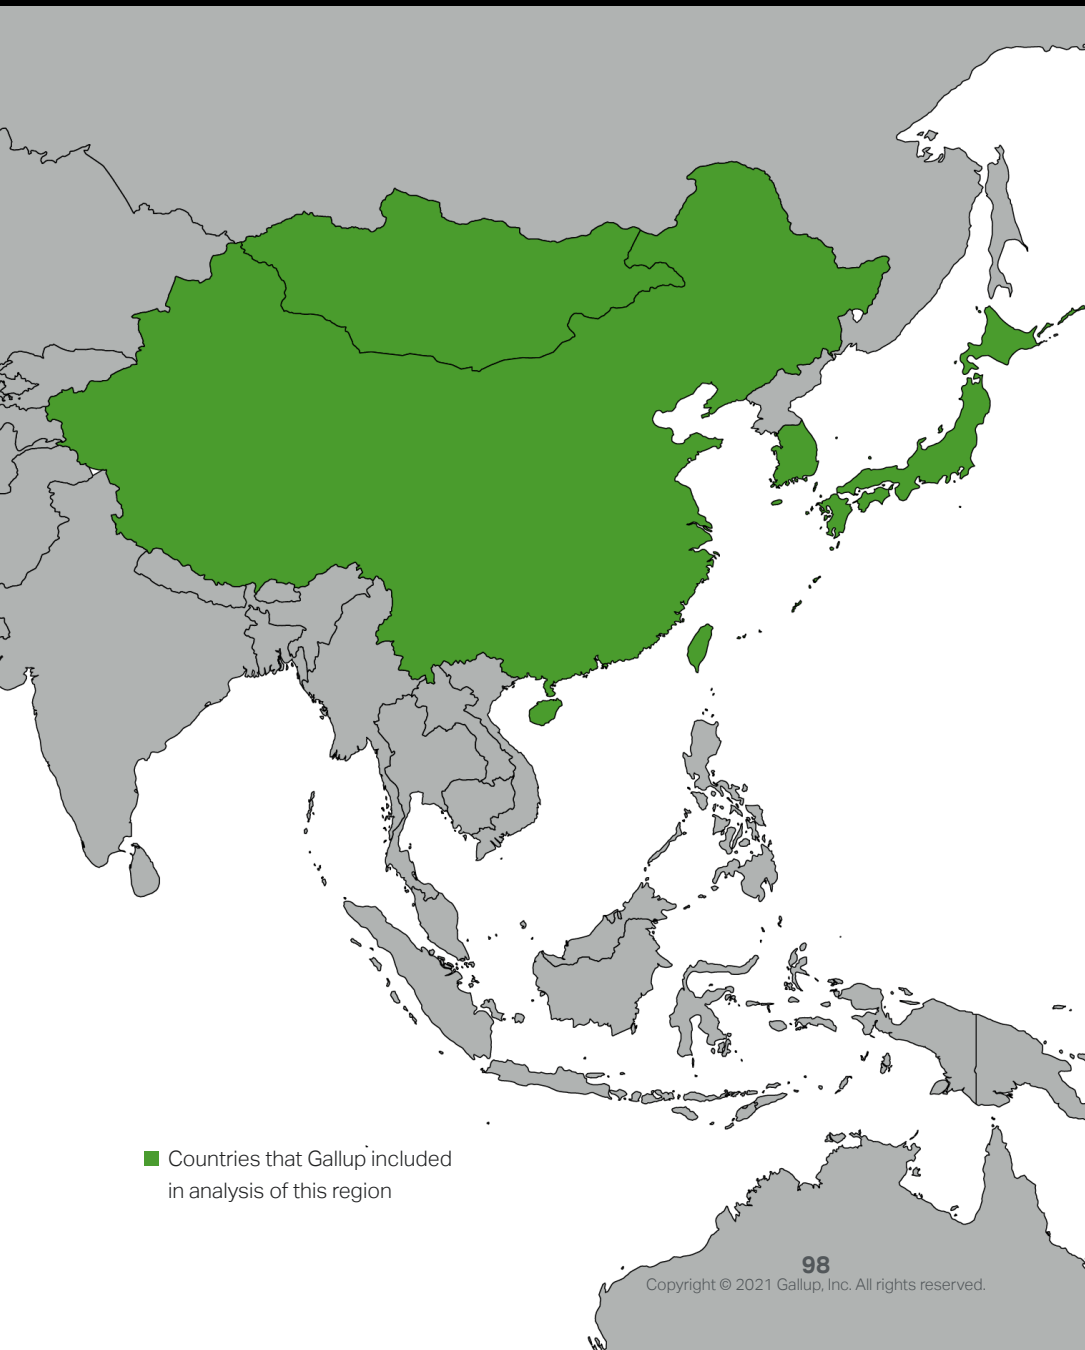 Countries that Gallup included
in analysis of this region
98
Copyright © 2021 Gallup, Inc. All rights reserved.